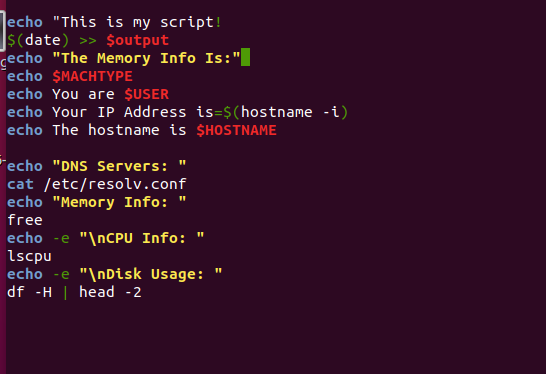 echo "This is my script!
$(date) >> $output
echo "The Memory Info Is:"
echo $MACHTYPE
echo You are $USER
echo Your IP Address is=$(hostname -i)
echo The hostname is $HOSTNAME
echo "DNS Servers: "
cat /etc/resolv.conf
echo "Memory Info: "
free
echo -e "\nCPU Info: "
lscpu
echo -e "\nDisk Usage: "
df -H | head -2